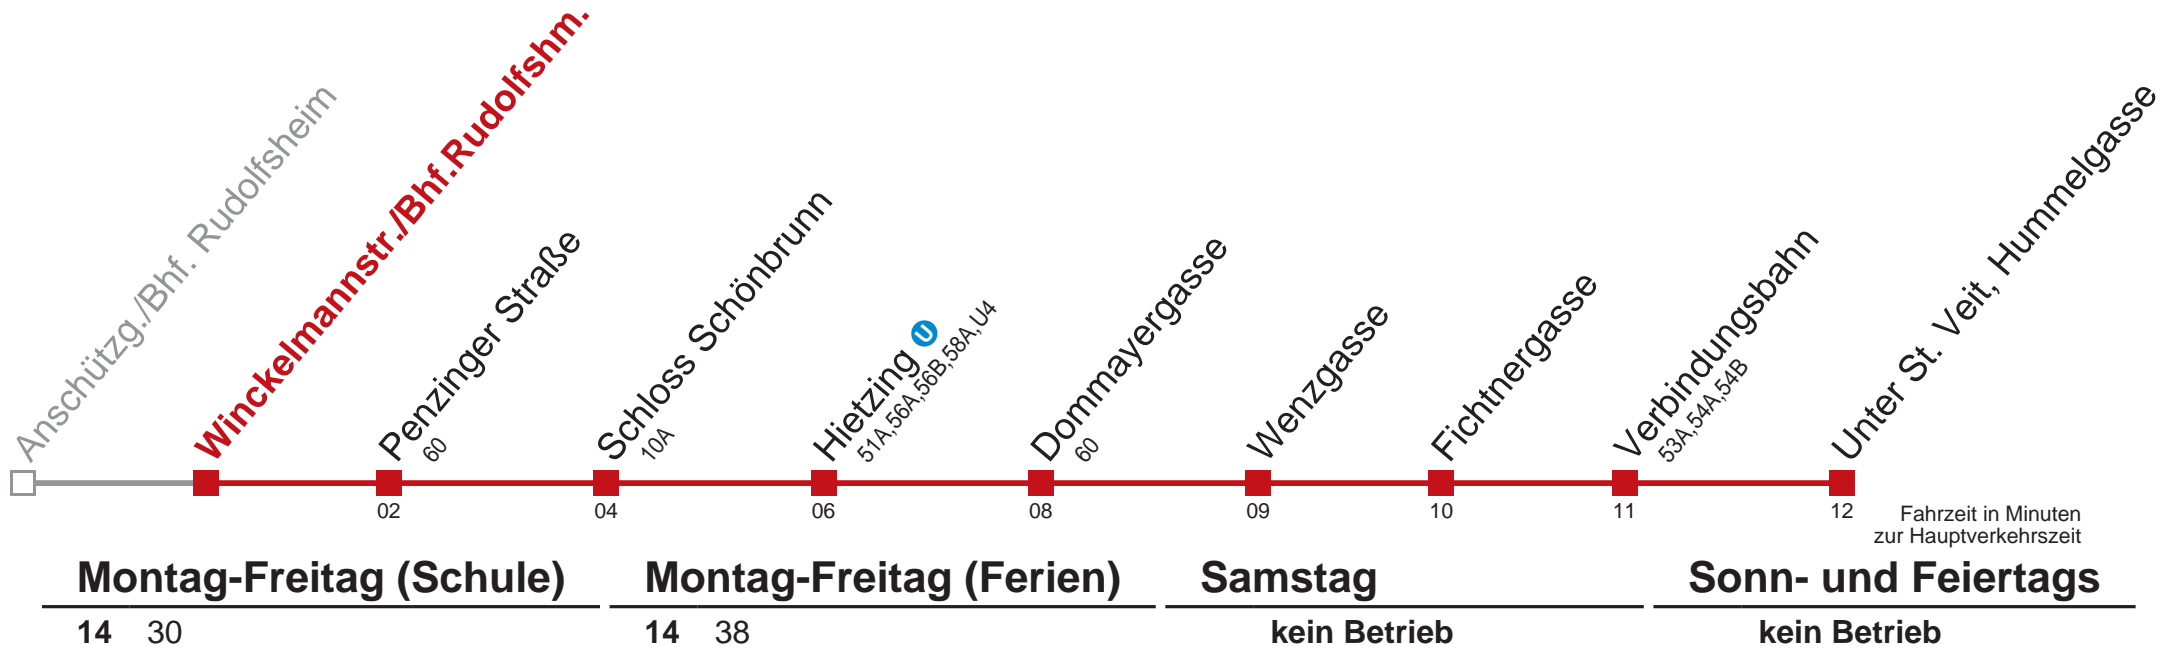 Anschützg./Bhf. Rudolfsheim
Winckelmannstr./Bhf.Rudolfshm.
Penzinger Straße
60
Schloss Schönbrunn
10A
Hietzing U
51A,56A,56B,58A,U4
Dommayergasse
60
Wenzgasse
Fichtnergasse
Verbindungsbahn
53A,54A,54B
Unter St. Veit, Hummelgasse
02 04 06 08 09 10 11 12
Fahrzeit in Minuten
zur Hauptverkehrszeit
Montag-Freitag (Schule) Montag-Freitag (Ferien) Samstag Sonn- und Feiertags
14 30 14 38 kein Betrieb kein Betrieb